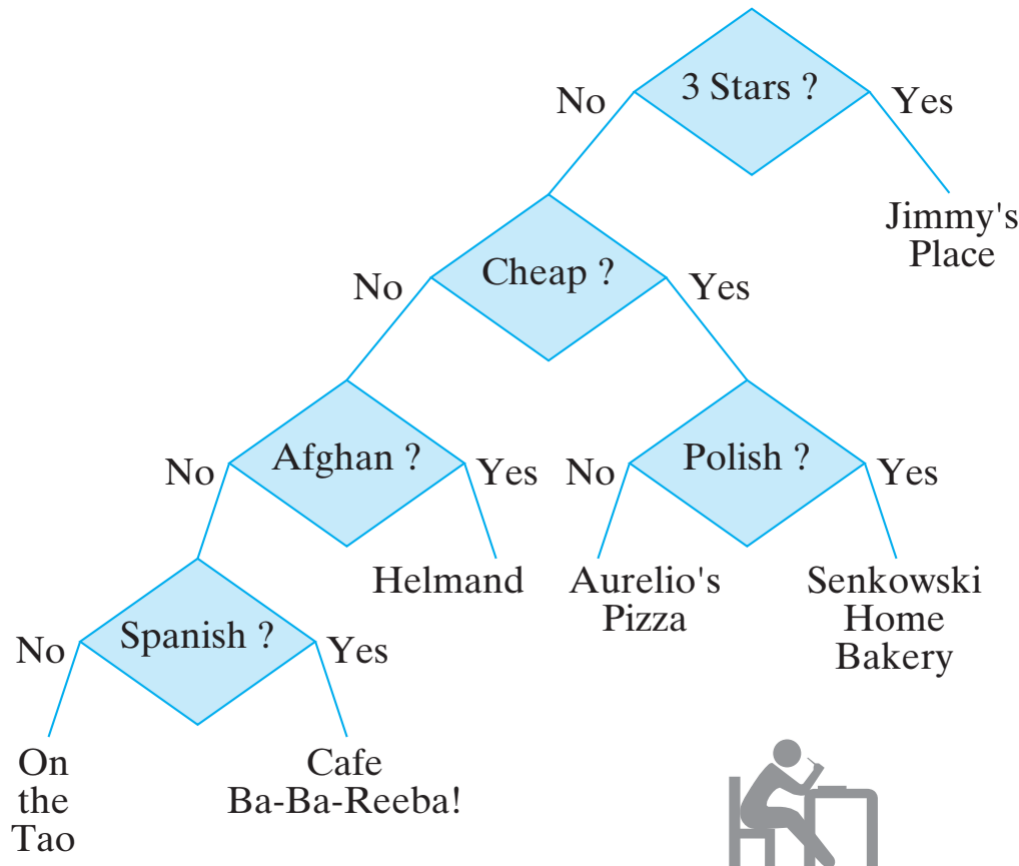 3 Stars ?
No
Yes
Jimmy's
Place
Cheap ?
No
Yes
Afghan ?
No
Yes
Polish ?
No
Yes
Helmand
Aurelio's
Pizza
Senkowski
Home
Bakery
Spanish ?
No
Yes
On
the
Tao
Cafe
Ba-Ba-Reeba!